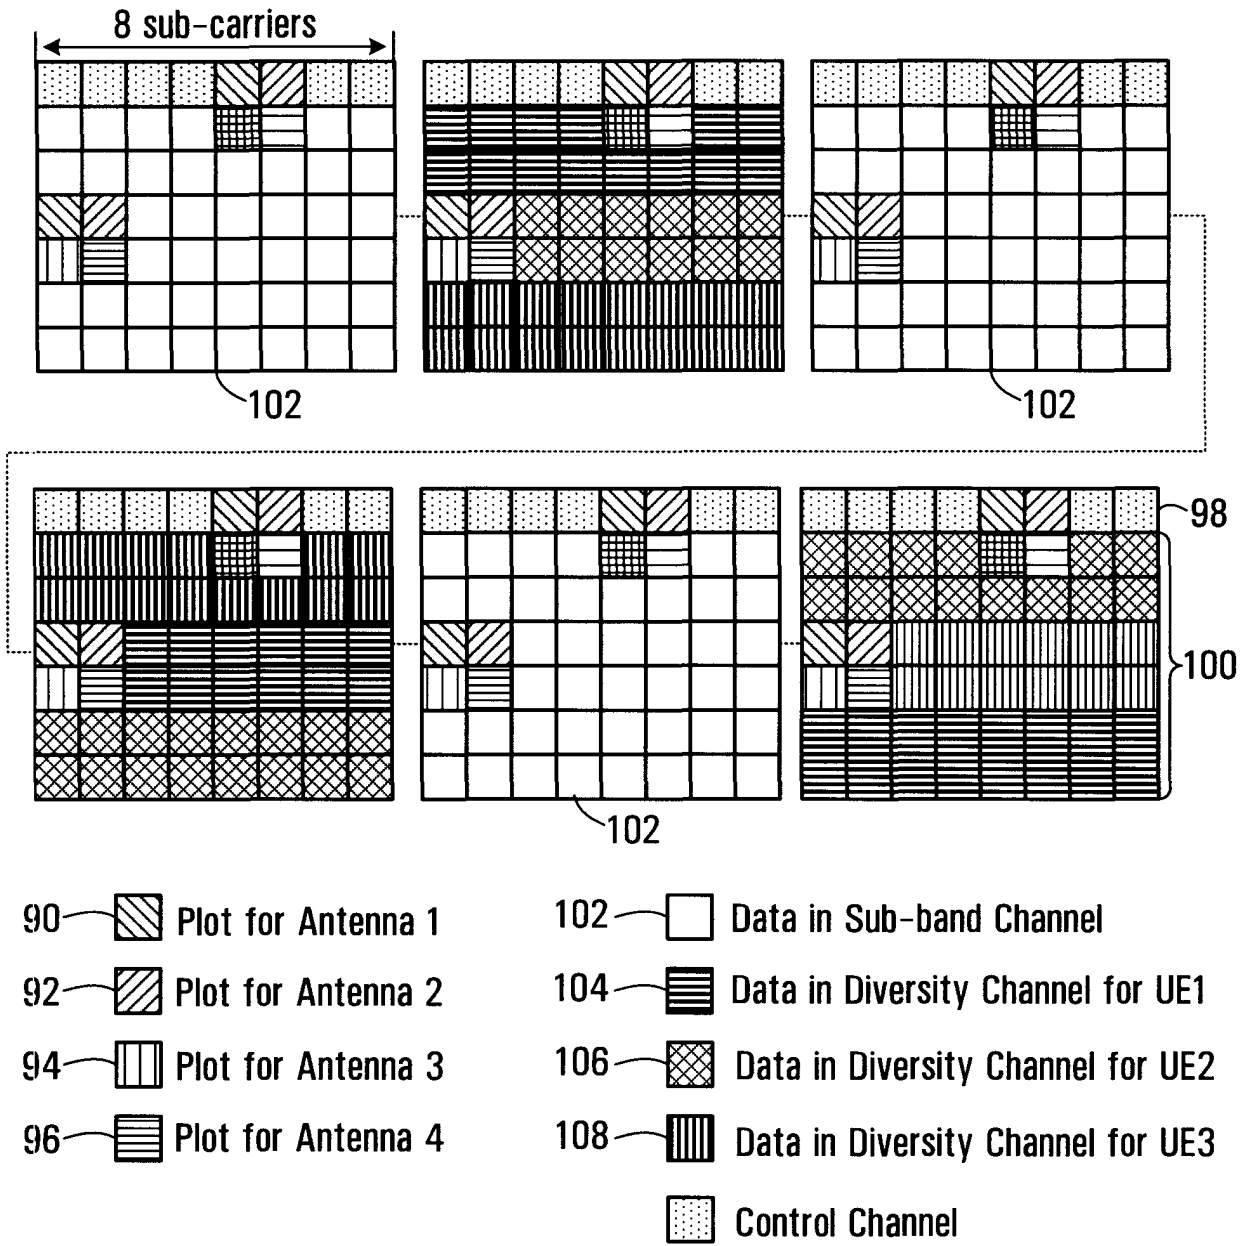 8 sub-carriers
102
102
98
100
102
90 Plot for Antenna 1
92 Plot for Antenna 2
94 Plot for Antenna 3
96 Plot for Antenna 4
102 Data in Sub-band Channel
104 Data in Diversity Channel for UE1
106 Data in Diversity Channel for UE2
108 Data in Diversity Channel for UE3
Control Channel